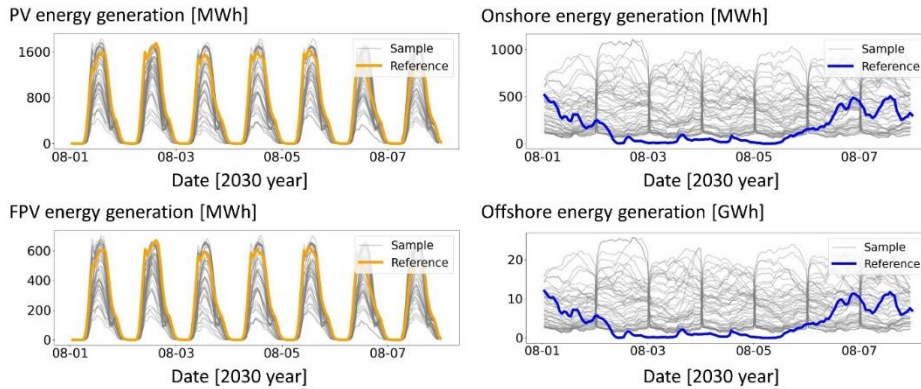 PV energy generation [MWh]
1600
800
0
Sample
Reference
08-01
08-03
08-05
08-07
Date [2030 year]
Onshore energy generation [MWh]
1000
500
0
Sample
Reference
08-01
08-03
08-05
08-07
Date [2030 year]
FPV energy generation [MWh]
600
400
200
0
Sample
Reference
08-01
08-03
08-05
08-07
Date [2030 year]
Offshore energy generation [GWh]
20
10
0
Sample
Reference
08-01
08-03
08-05
08-07
Date [2030 year]